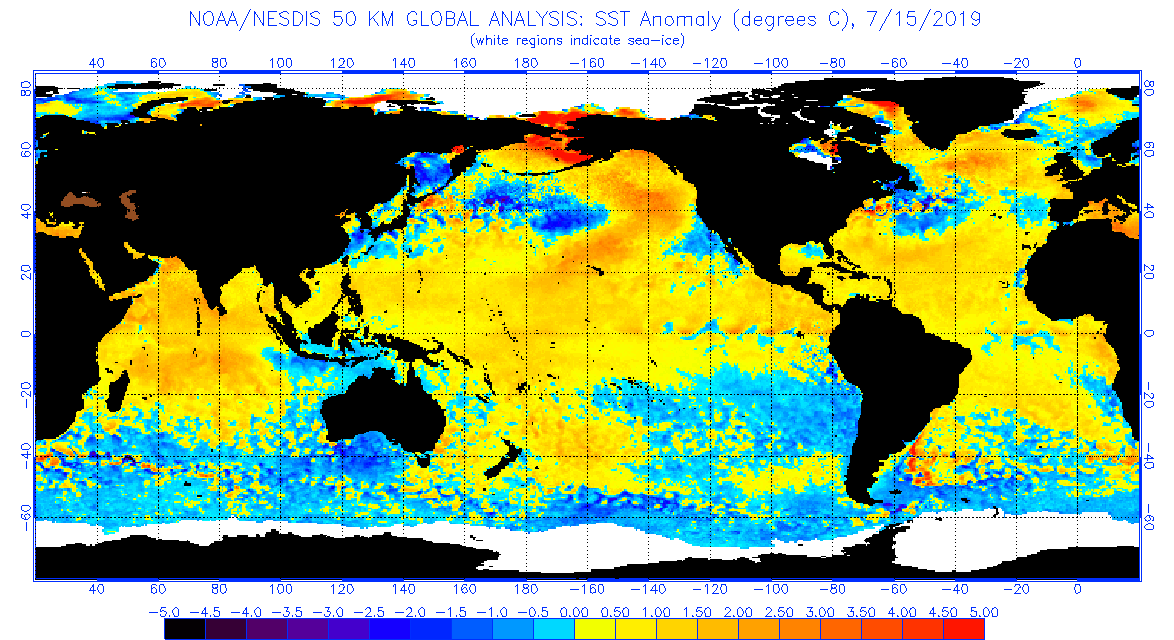 NOAA/NESDIS 50 KM GLOBAL ANALYSIS: SST Anomaly (degrees C), 7/15/2019
(white regions indicate sea-ice)
40 60 80 100 120 140 160 180 -160 -140 -120 -100 -80 -60 -40 -20 0
80 80
60 60
40 40
20 20
0 0
-20 -20
-40 -40
-60 -60
40 60 80 100 120 140 160 180 -160 -140 -120 -100 -80 -60 -40 -20 0
-5.0 -4.5 -4.0 -3.5 -3.0 -2.5 -2.0 -1.5 -1.0 -0.5 0.00 0.50 1.00 1.50 2.00 2.50 3.00 3.50 4.00 4.50 5.00